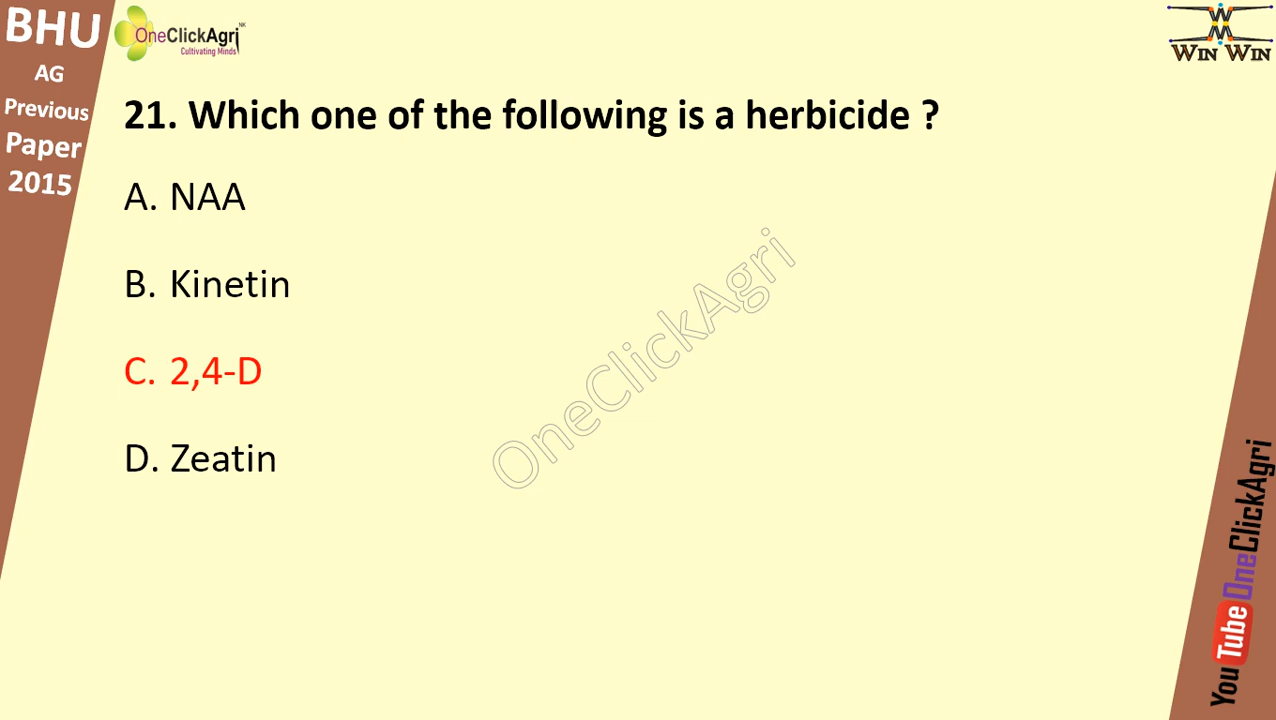 BHU
AG
Previous
Paper
2015
OneClickAgri NK
Cultivating Minds
WIN WIN
21. Which one of the following is a herbicide ?
A. NAA
B. Kinetin
C. 2,4-D
D. Zeatin
OneClickAgri
YouTube OneClickAgri